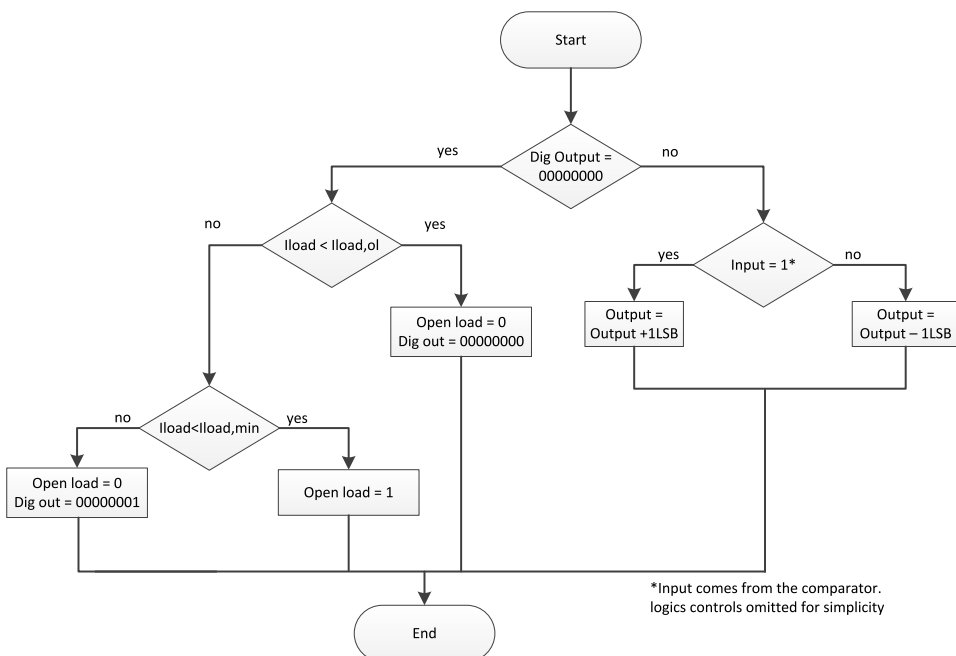 Start
Dig Output =
00000000
yes
no
Iload < Iload,ol
no
yes
Input = 1*
yes
no
Open load = 0
Dig out = 00000000
Output =
Output +1LSB
Output =
Output – 1LSB
Iload<Iload,min
no
yes
Open load = 0
Dig out = 00000001
Open load = 1
*Input comes from the comparator.
logics controls omitted for simplicity
End